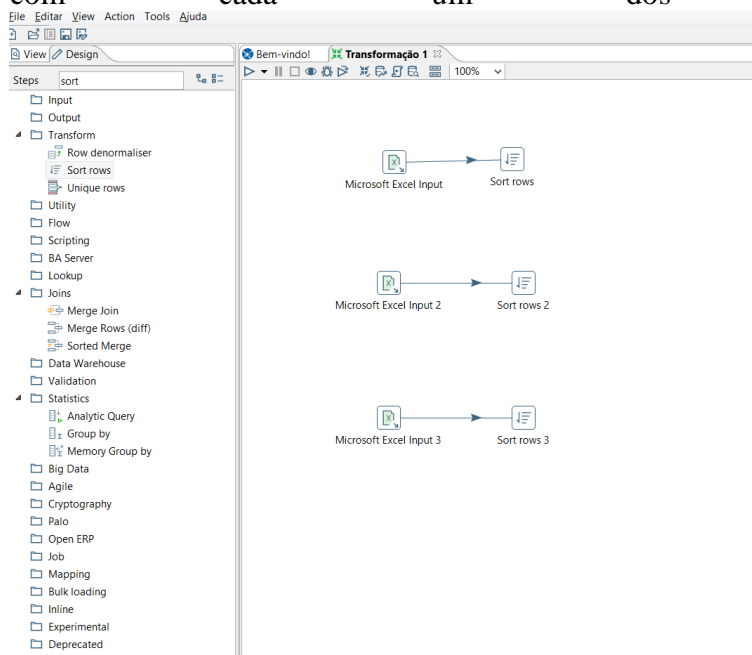 com cada um dos
File Editar View Action Tools Ajuda
View Design
Steps sort
Input
Output
Transform
Row denormaliser
Sort rows
Unique rows
Utility
Flow
Scripting
BA Server
Lookup
Joins
Merge Join
Merge Rows (diff)
Sorted Merge
Data Warehouse
Validation
Statistics
Analytic Query
Group by
Memory Group by
Big Data
Agile
Cryptography
Palo
Open ERP
Job
Mapping
Bulk loading
Inline
Experimental
Deprecated
Bem-vindo! Transformação 1
100%
Microsoft Excel Input Sort rows
Microsoft Excel Input 2 Sort rows 2
Microsoft Excel Input 3 Sort rows 3